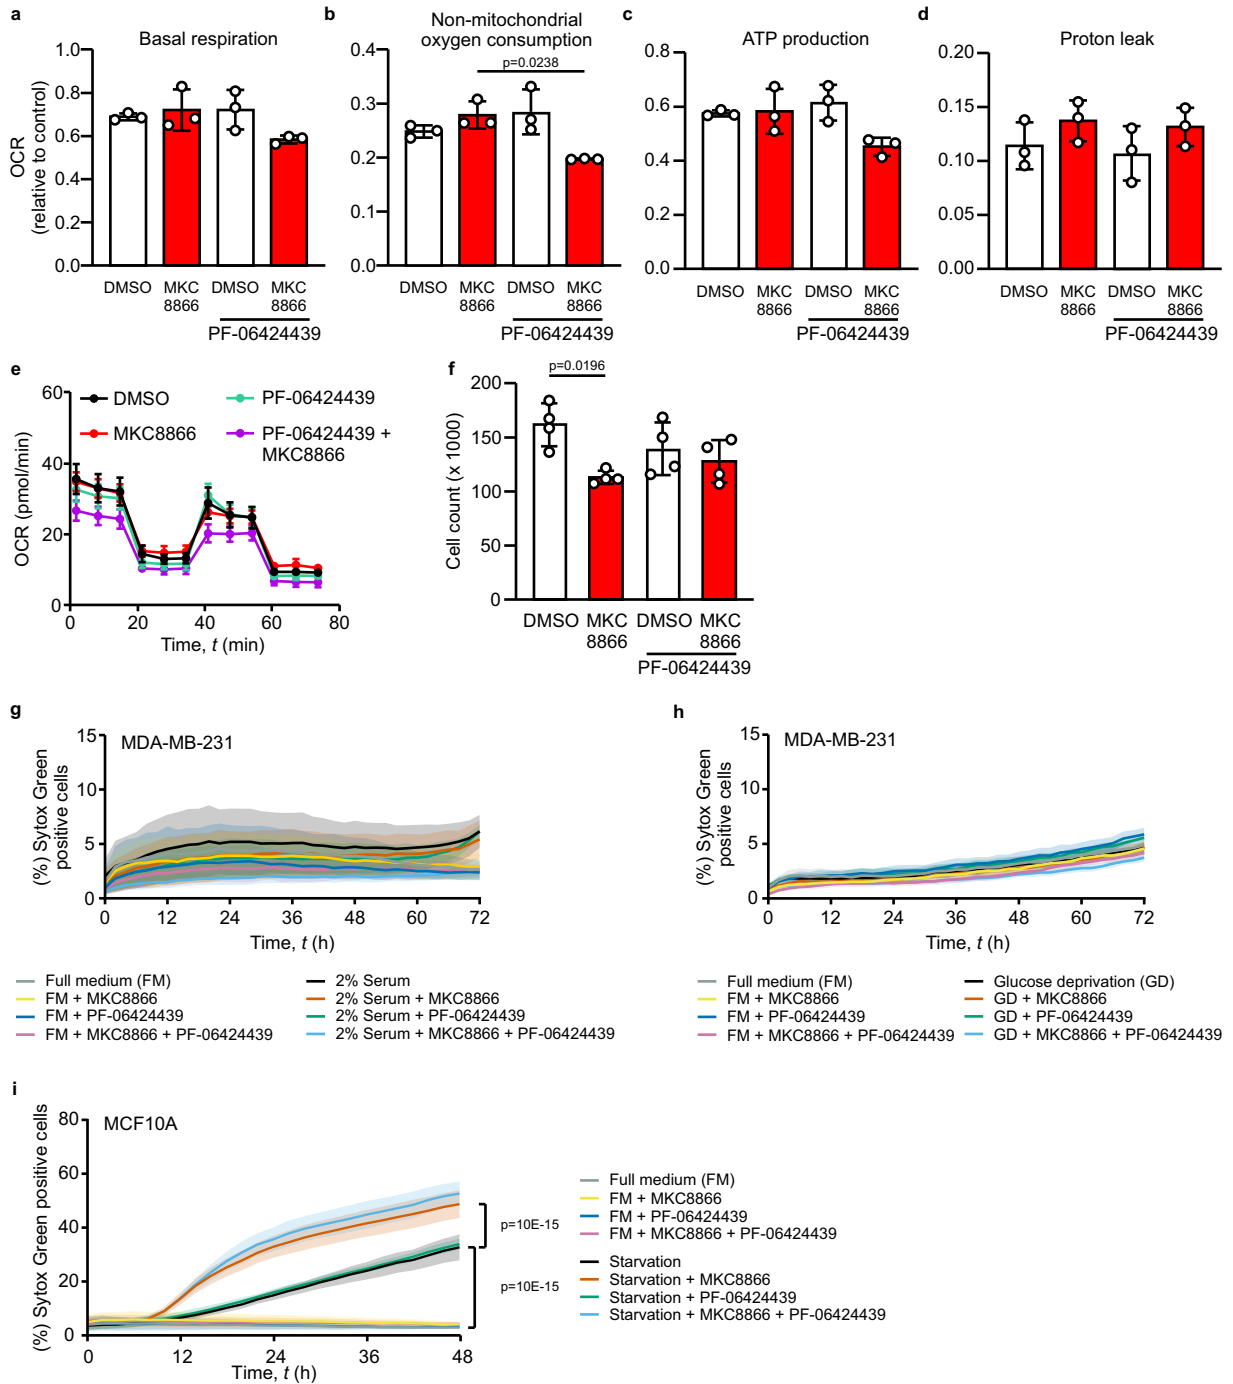 a
Basal respiration
OCR
(relative to control)
1.0
0.8
0.6
0.4
0.2
0.0
DMSO
MKC
8866
DMSO
MKC
8866
PF-06424439
b
Non-mitochondrial
oxygen consumption
p=0.0238
0.4
0.3
0.2
0.1
0.0
DMSO
MKC
8866
DMSO
MKC
8866
PF-06424439
c
ATP production
0.8
0.6
0.4
0.2
0.0
DMSO
MKC
8866
DMSO
MKC
8866
PF-06424439
d
Proton leak
0.20
0.15
0.10
0.05
0.00
DMSO
MKC
8866
DMSO
MKC
8866
PF-06424439
e
OCR (pmol/min)
60
40
20
0
DMSO
MKC8866
PF-06424439
PF-06424439 +
MKC8866
0 20 40 60 80
Time, t (min)
f
p=0.0196
Cell count (x 1000)
200
150
100
50
0
DMSO
MKC
8866
DMSO
MKC
8866
PF-06424439
g
MDA-MB-231
(%) Sytox Green
positive cells
15
10
5
0
0 12 24 36 48 60 72
Time, t (h)
Full medium (FM)
FM + MKC8866
FM + PF-06424439
FM + MKC8866 + PF-06424439
2% Serum
2% Serum + MKC8866
2% Serum + PF-06424439
2% Serum + MKC8866 + PF-06424439
h
MDA-MB-231
(%) Sytox Green
positive cells
15
10
5
0
0 12 24 36 48 60 72
Time, t (h)
Full medium (FM)
FM + MKC8866
FM + PF-06424439
FM + MKC8866 + PF-06424439
Glucose deprivation (GD)
GD + MKC8866
GD + PF-06424439
GD + MKC8866 + PF-06424439
i
MCF10A
(%) Sytox Green positive cells
80
60
40
20
0
0 12 24 36 48
Time, t (h)
p=10E-15
p=10E-15
Full medium (FM)
FM + MKC8866
FM + PF-06424439
FM + MKC8866 + PF-06424439
Starvation
Starvation + MKC8866
Starvation + PF-06424439
Starvation + MKC8866 + PF-06424439